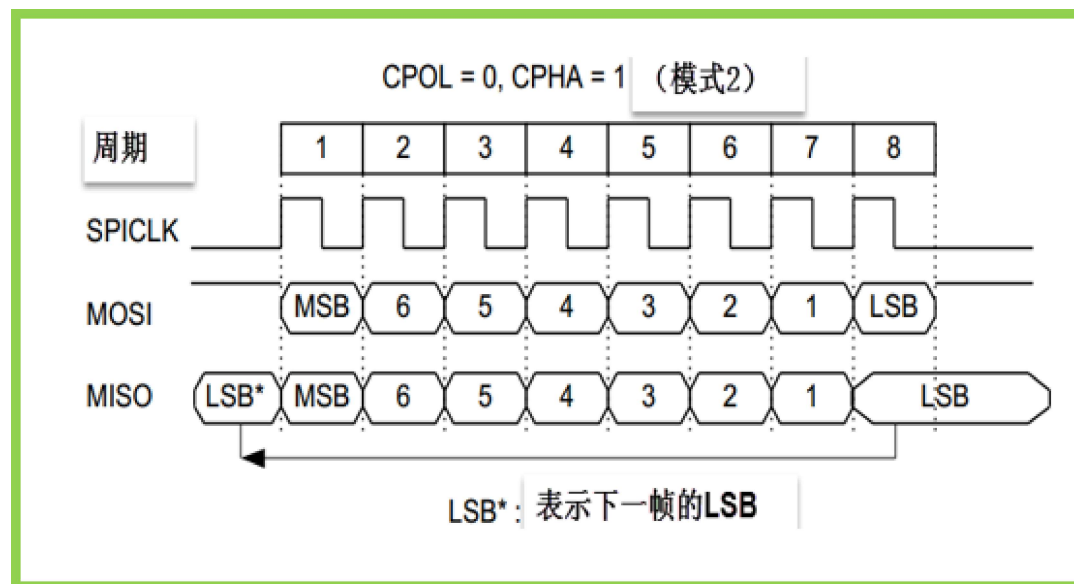 CPOL = 0, CPHA = 1 （模式2）
周期 1 2 3 4 5 6 7 8
SPICLK
MOSI MSB 6 5 4 3 2 1 LSB
MISO LSB* MSB 6 5 4 3 2 1 LSB
LSB* : 表示下一帧的LSB